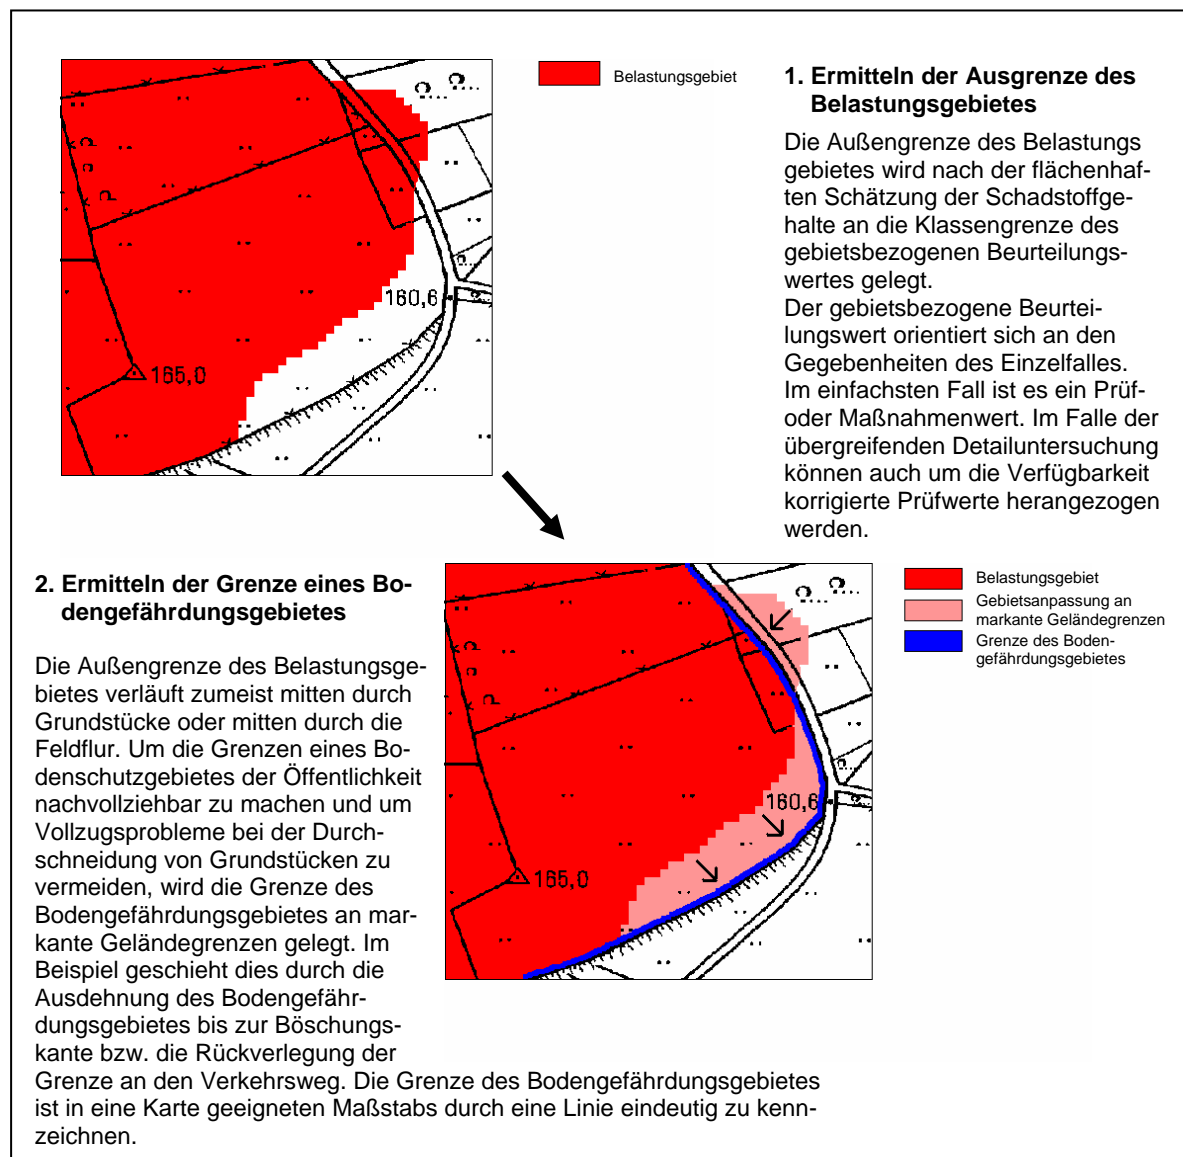 Belastungsgebiet
1. Ermitteln der Ausgrenze des
Belastungsgebietes
Die Außengrenze des Belastungs
gebietes wird nach der flächenhaf-
ten Schätzung der Schadstoffge-
halte an die Klassengrenze des
gebietsbezogenen Beurteilungs-
wertes gelegt.
Der gebietsbezogene Beurtei-
lungswert orientiert sich an den
Gegebenheiten des Einzelfalles.
Im einfachsten Fall ist es ein Prüf-
oder Maßnahmenwert. Im Falle der
übergreifenden Detailuntersuchung
können auch um die Verfügbarkeit
korrigierte Prüfwerte herangezogen
werden.
160,6
165,0
2. Ermitteln der Grenze eines Bo-
dengefährdungsgebietes
Die Außengrenze des Belastungsge-
bietes verläuft zumeist mitten durch
Grundstücke oder mitten durch die
Feldflur. Um die Grenzen eines Bo-
denschutzgebietes der Öffentlichkeit
nachvollziehbar zu machen und um
Vollzugsprobleme bei der Durch-
schneidung von Grundstücken zu
vermeiden, wird die Grenze des
Bodengefährdungsgebietes an mar-
kante Geländegrenzen gelegt. Im
Beispiel geschieht dies durch die
Ausdehnung des Bodengefähr-
dungsgebietes bis zur Böschungs-
kante bzw. die Rückverlegung der
Grenze an den Verkehrsweg. Die Grenze des Bodengefährdungsgebietes
ist in eine Karte geeigneten Maßstabs durch eine Linie eindeutig zu kenn-
zeichnen.
160,6
165,0
Belastungsgebiet
Gebietsanpassung an
markante Geländegrenzen
Grenze des Boden-
gefährdungsgebietes